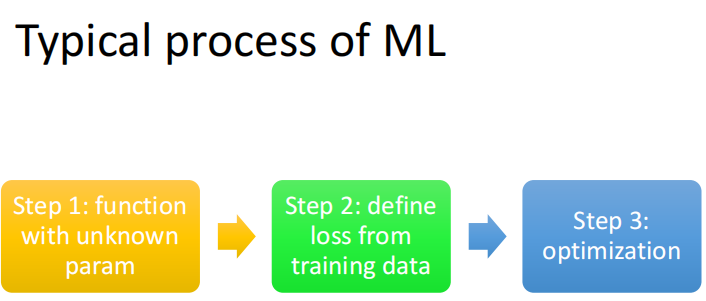 Typical process of ML
Step 1: function
with unknown
param
Step 2: define
loss from
training data
Step 3:
optimization